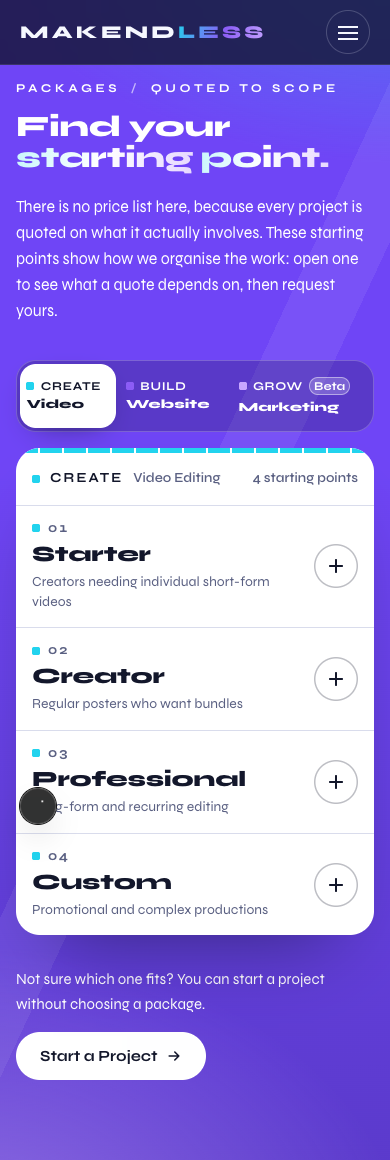 MAKENDLESS
PACKAGES / QUOTED TO SCOPE
Find your
starting point.
There is no price list here, because every project is
quoted on what it actually involves. These starting
points show how we organise the work: open one
to see what a quote depends on, then request
yours.
CREATE
Video
BUILD
Website
GROW Beta
Marketing
CREATE Video Editing 4 starting points
01
Starter
Creators needing individual short-form
videos
02
Creator
Regular posters who want bundles
03
Professional
g-form and recurring editing
04
Custom
Promotional and complex productions
Not sure which one fits? You can start a project
without choosing a package.
Start a Project →